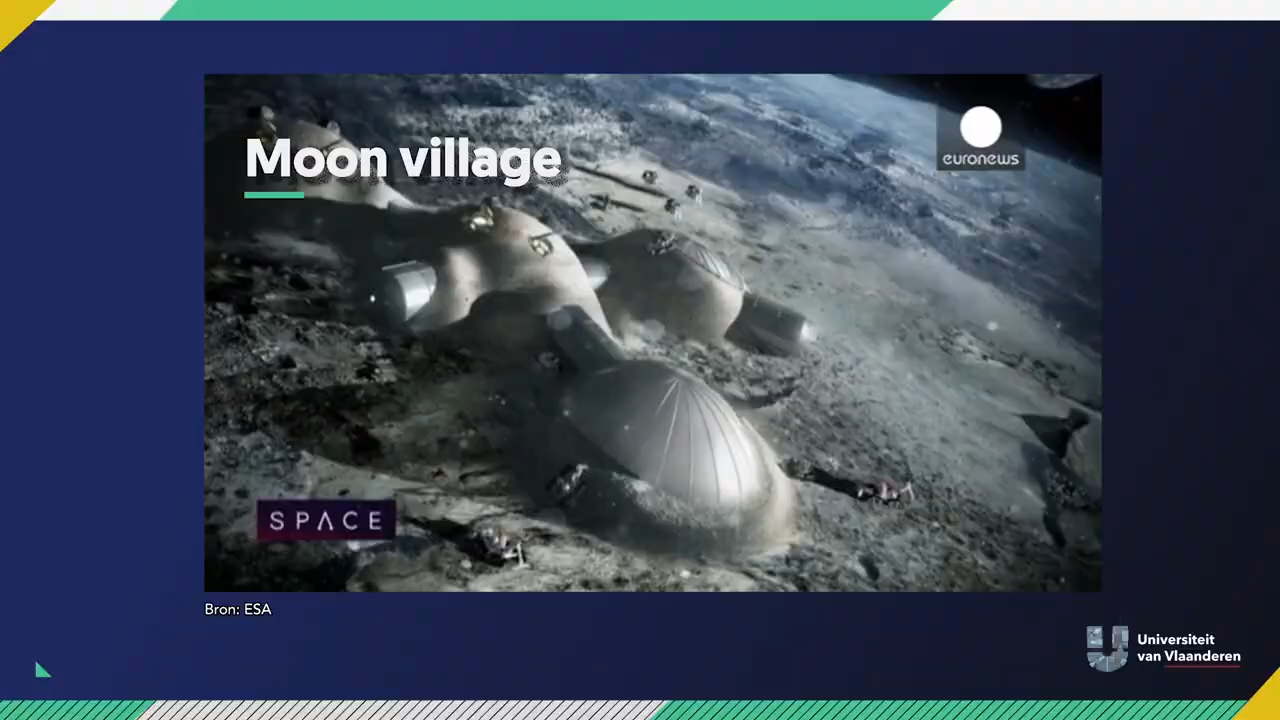 Moon village
euronews
SPACE
Bron: ESA
Universiteit
van Vlaanderen